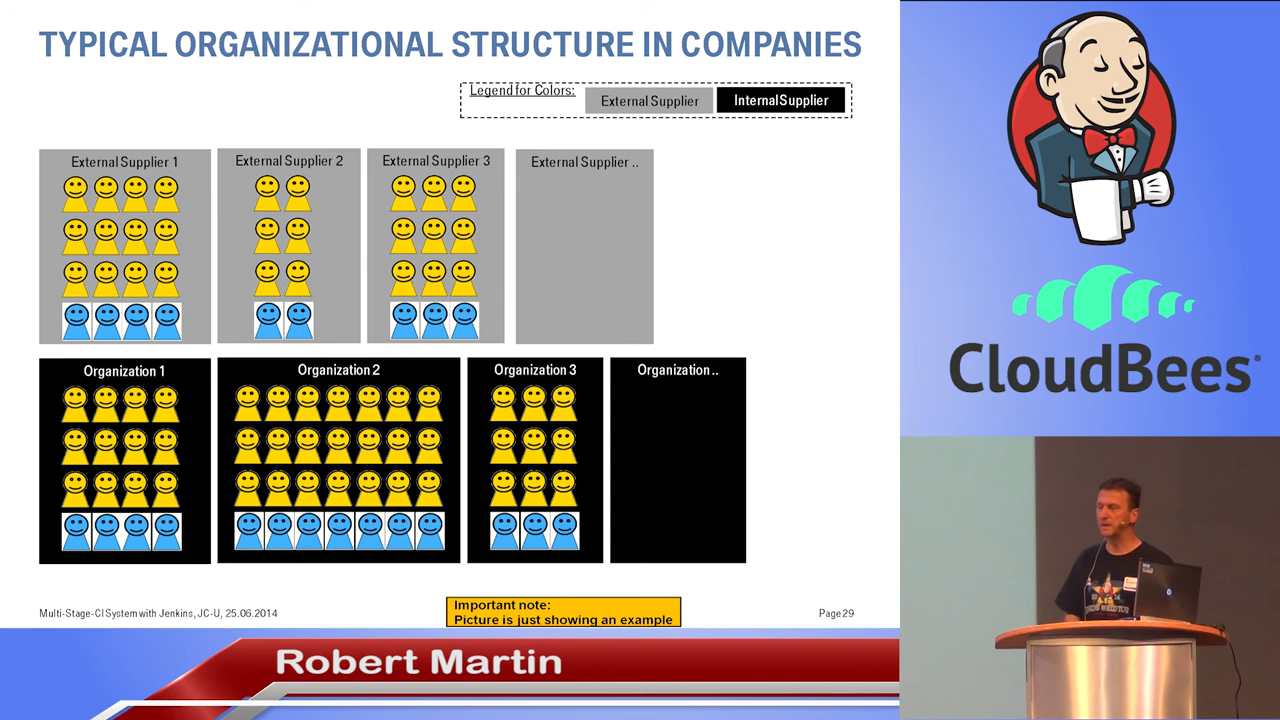 TYPICAL ORGANIZATIONAL STRUCTURE IN COMPANIES
Legend for Colors:
External Supplier
Internal Supplier
External Supplier 1
External Supplier 2
External Supplier 3
External Supplier ..
Organization 1
Organization 2
Organization 3
Organization ..
Multi-Stage-CI System with Jenkins, JC-U, 25.06.2014
Important note:
Picture is just showing an example
Page 29
Robert Martin
CloudBees